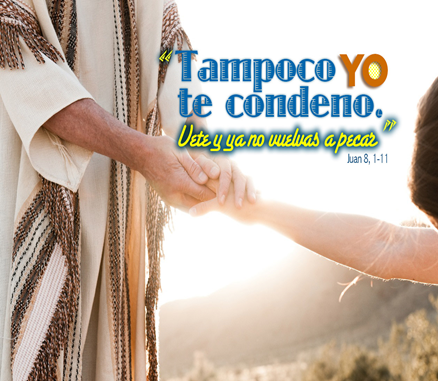 “Tampoco YO
te condeno.
Vete y ya no vuelvas a pecar”
Juan 8, 1-11